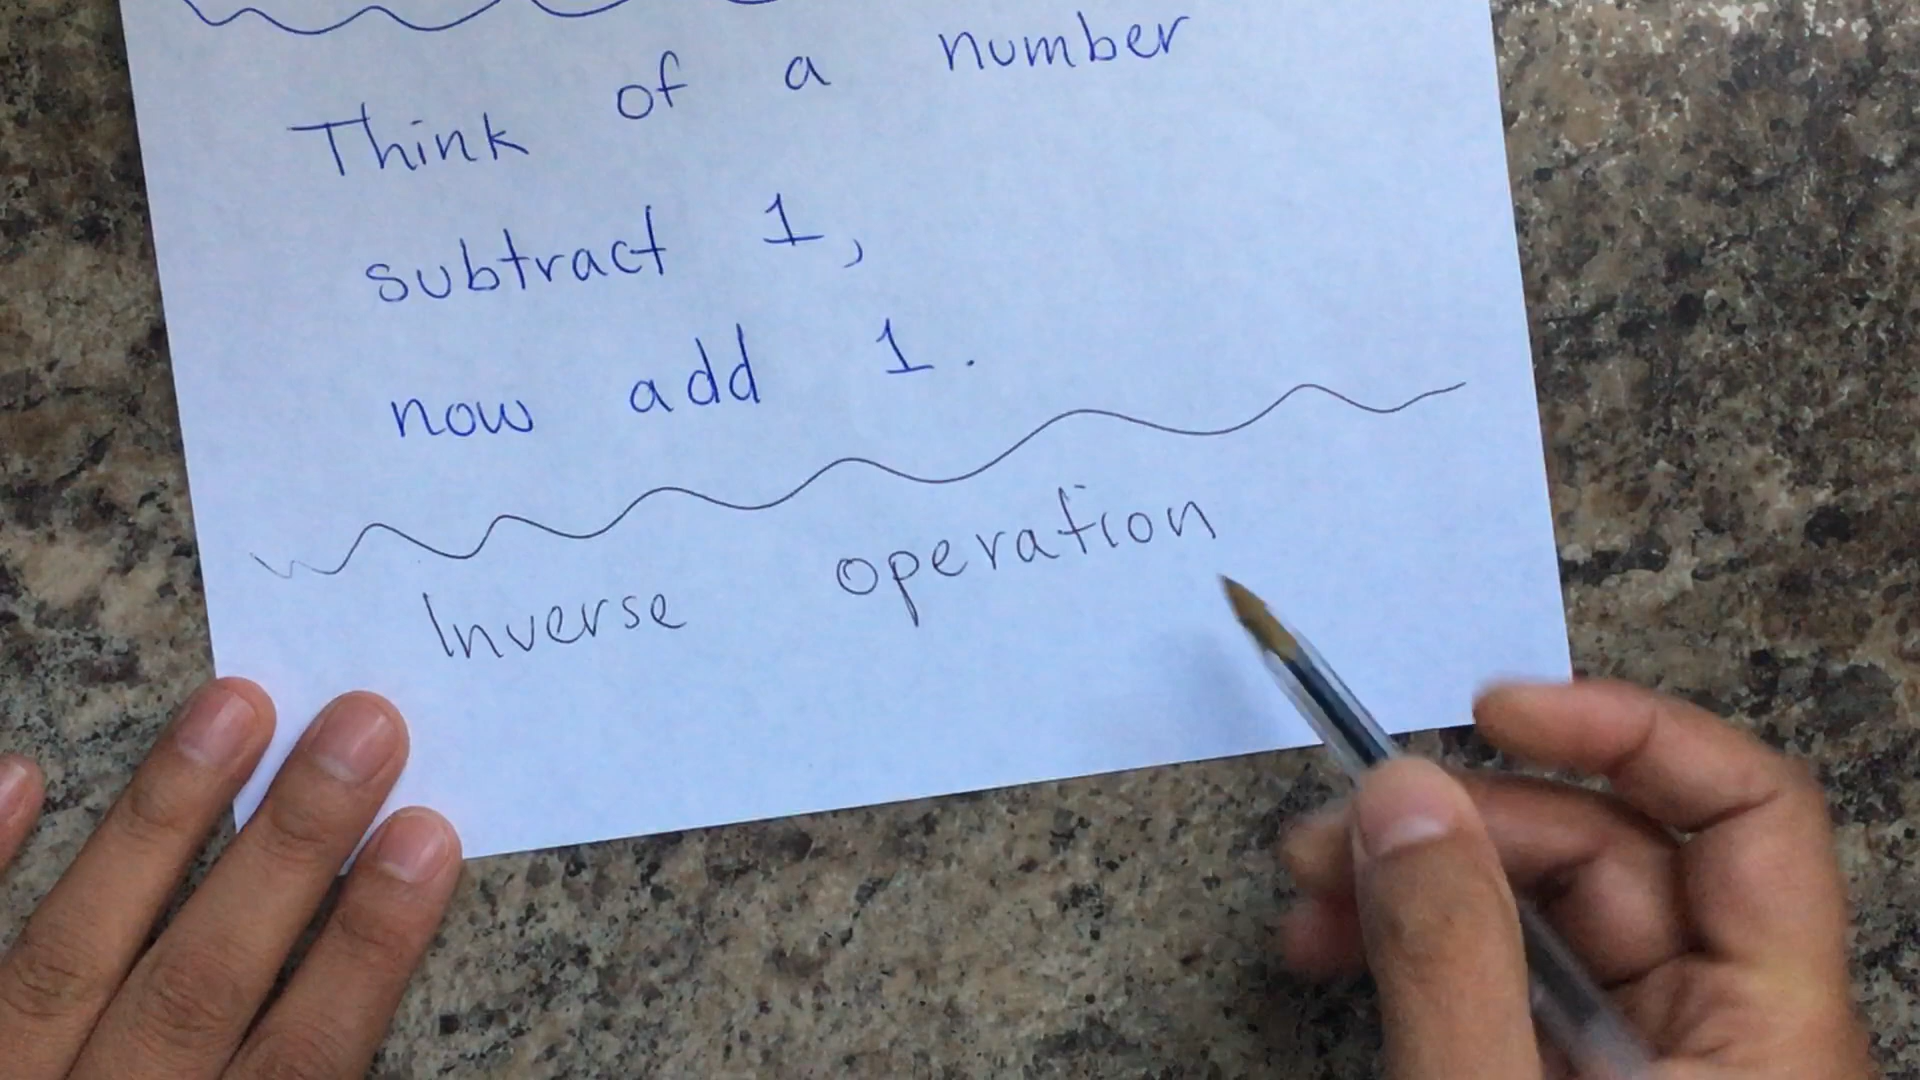 Think of a number
subtract 1,
now add 1.
Inverse operation